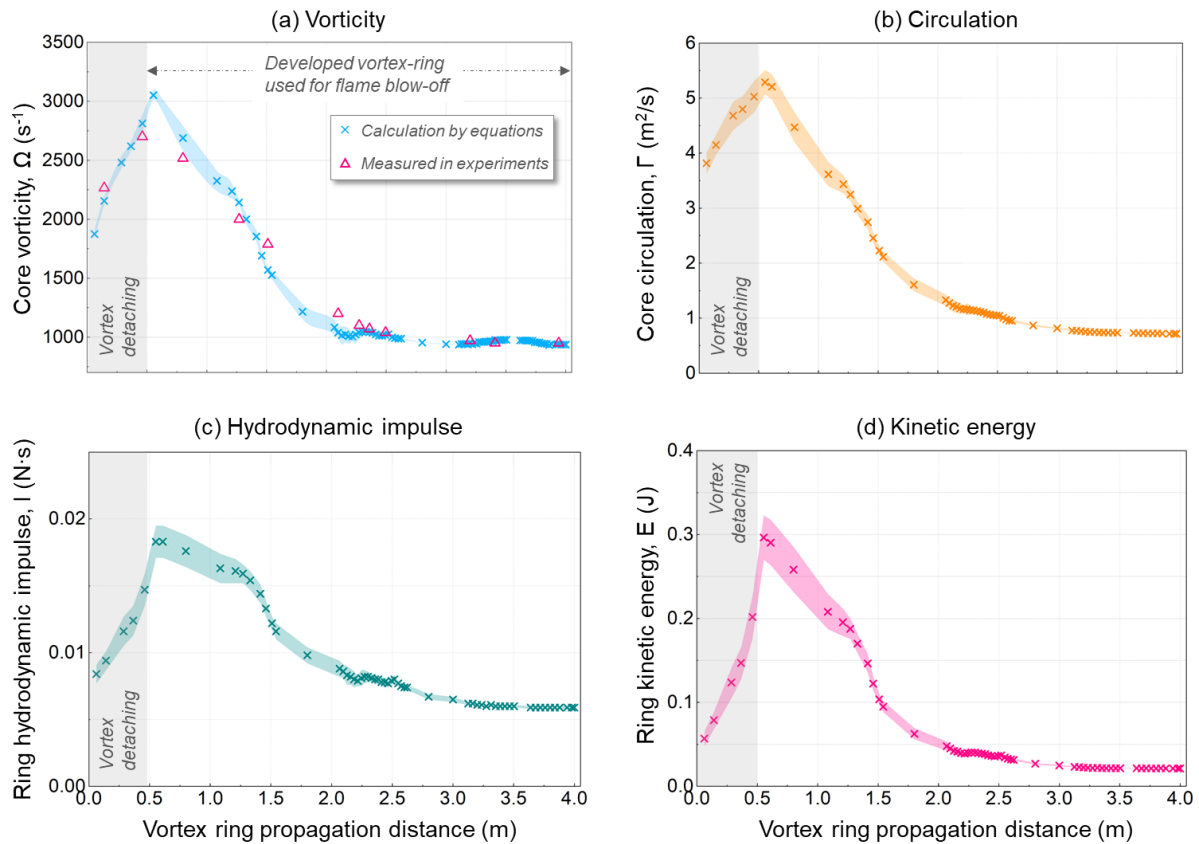 (a) Vorticity
3500
3000
2500
2000
1500
1000
Core vorticity, Ω (s⁻¹)
Vortex
detaching
Developed vortex-ring
used for flame blow-off
Calculation by equations
Measured in experiments
(b) Circulation
6
5
4
3
2
1
0
Core circulation, Γ (m²/s)
Vortex
detaching
(c) Hydrodynamic impulse
0.02
0.01
0.00
Ring hydrodynamic impulse, I (N·s)
Vortex
detaching
0.0 0.5 1.0 1.5 2.0 2.5 3.0 3.5 4.0
Vortex ring propagation distance (m)
(d) Kinetic energy
0.4
0.3
0.2
0.1
0.0
Ring kinetic energy, E (J)
Vortex
detaching
0.0 0.5 1.0 1.5 2.0 2.5 3.0 3.5 4.0
Vortex ring propagation distance (m)